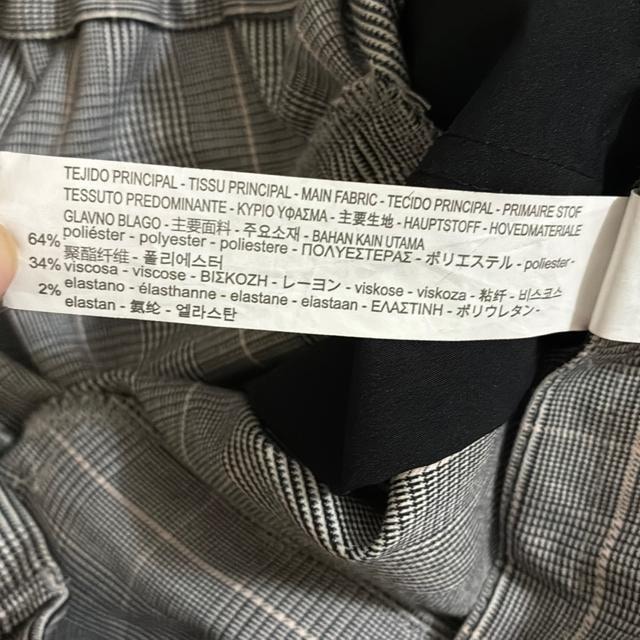 TEJIDO PRINCIPAL - TISSU PRINCIPAL - MAIN FABRIC - TECIDO PRINCIPAL - PRIMAIRE STOF
TESSUTO PREDOMINANTE - ΚΥΡΙΟ ΥΦΑΣΜΑ - 主要生地 - HAUPTSTOFF - HOVEDMATERIALE
GLAVNO BLAGO - 主要面料 - 주요소재 - BAHAN KAIN UTAMA
64% poliéster - polyester - poliestere - ΠΟΛΥΕΣΤΕΡΑΣ - ポリエステル - poliester -
聚酯纤维 - 폴리에스터
34% viscosa - viscose - ΒΙΣΚΟΖΗ - レーヨン - viskose - viskoza - 粘纤 - 비스코스
2% elastano - élasthanne - elastane - elastaan - ΕΛΑΣΤΙΝΗ - ポリウレタン -
elastan - 氨纶 - 엘라스탄